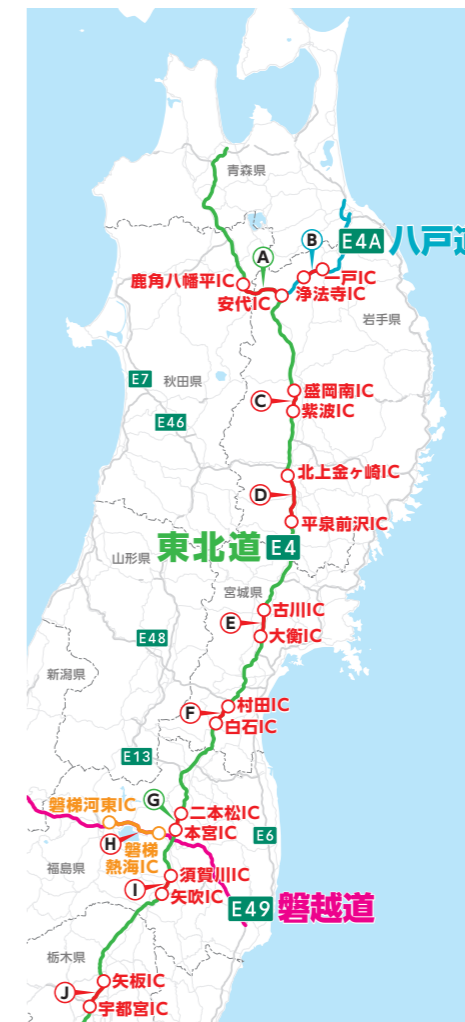 青森県
A
B
E4A 八戸道
鹿角八幡平IC
一戸IC
安代IC
浄法寺IC
岩手県
E7
秋田県
盛岡南IC
C
紫波IC
E46
北上金ヶ崎IC
D
平泉前沢IC
東北道 E4
山形県
宮城県
古川IC
E
大衡IC
E48
新潟県
村田IC
F
白石IC
E13
G
磐梯河東IC
二本松IC
本宮IC
E6
H
磐梯
熱海IC
福島県
須賀川IC
I
矢吹IC
E49 磐越道
栃木県
矢板IC
J
宇都宮IC